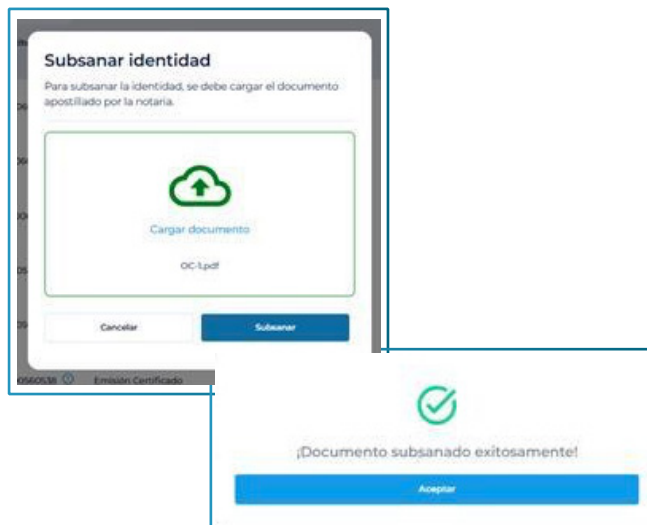 Subsanar identidad
Para subsanar la identidad, se debe cargar el documento
apostillado por la notaria.
Cargar documento
OC-1.pdf
Cancelar
Subsanar
Emisión Certificado
¡Documento subsanado exitosamente!
Aceptar